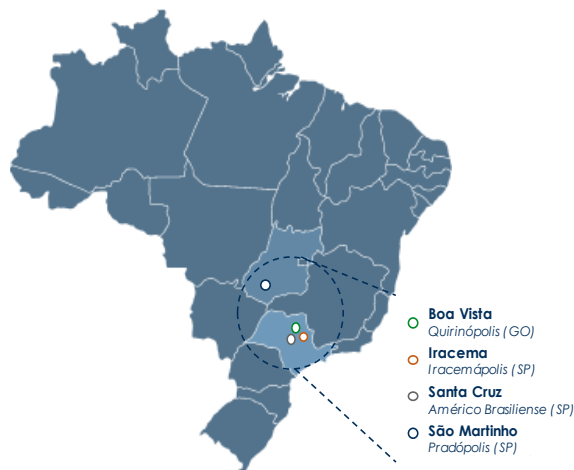 Boa Vista
Quirinópolis (GO)
Iracema
Iracemápolis (SP)
Santa Cruz
Américo Brasiliense (SP)
São Martinho
Pradópolis (SP)